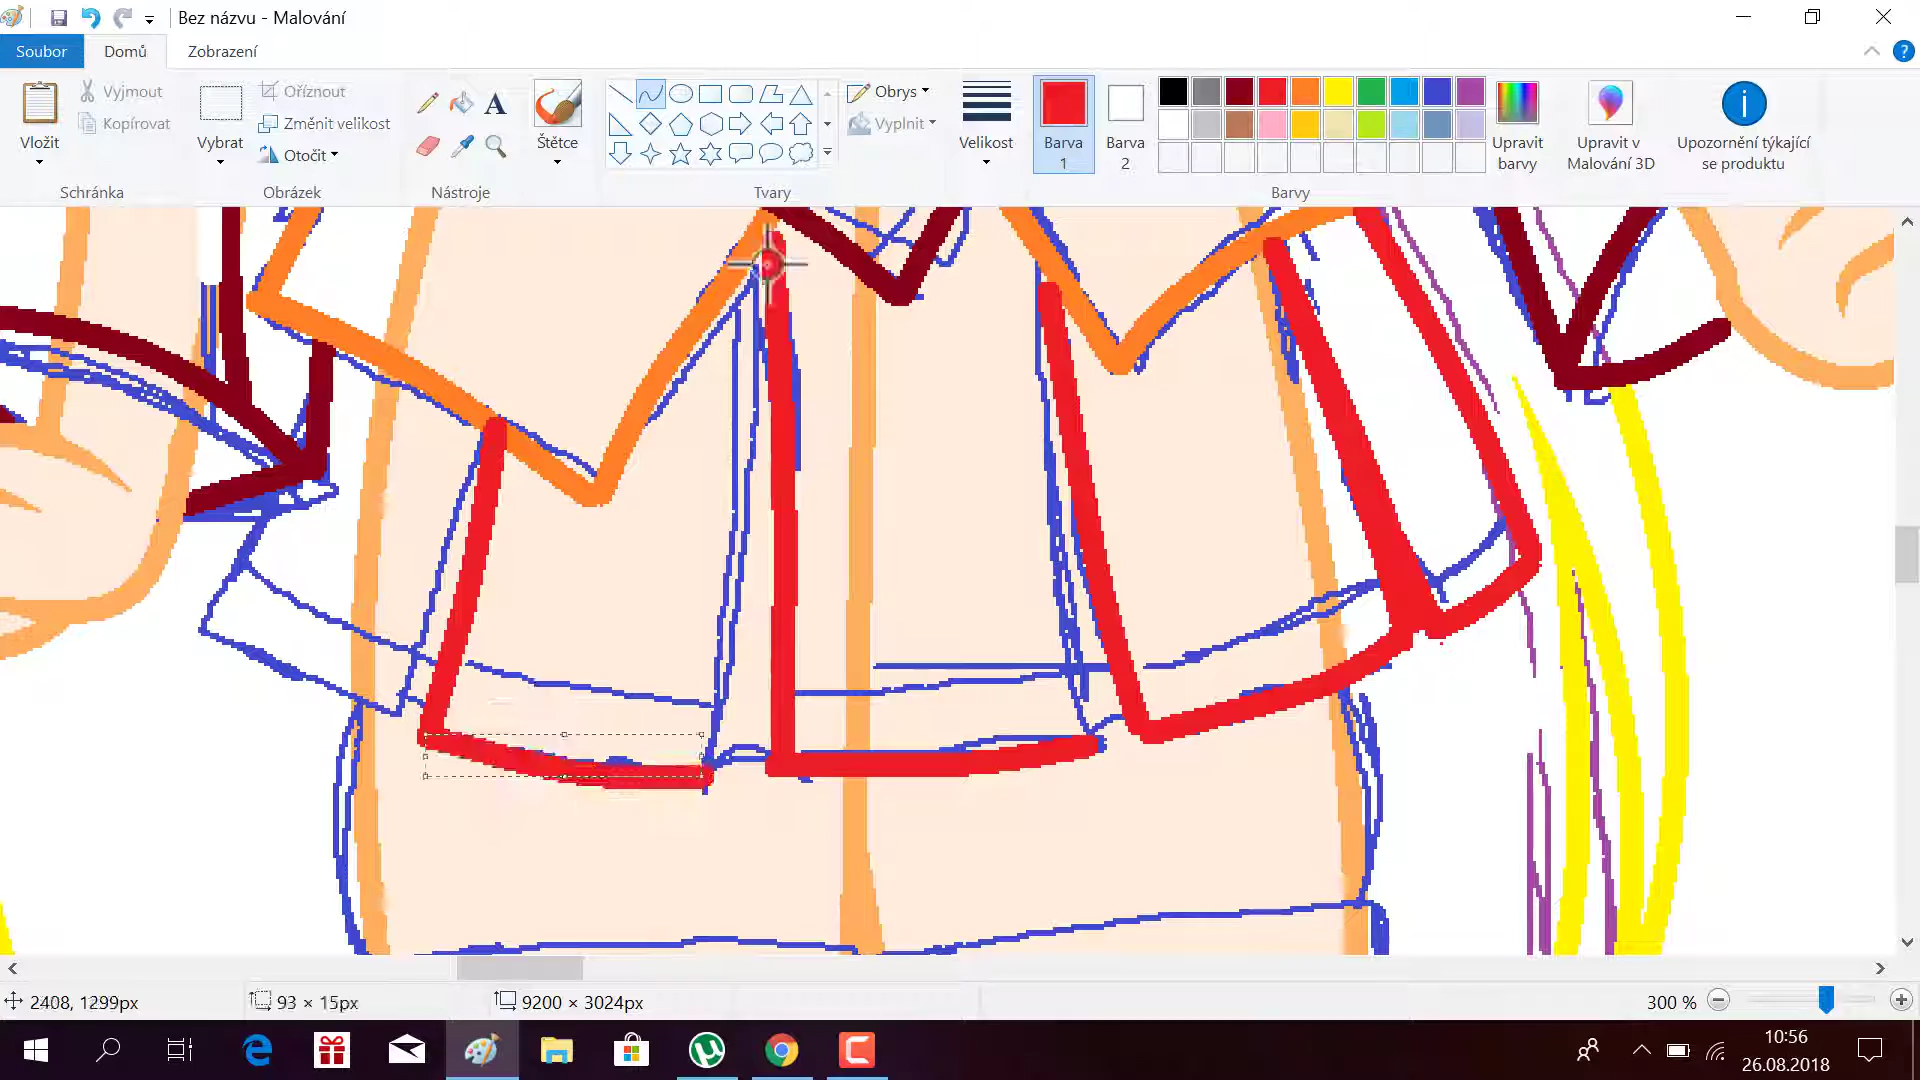 Bez názvu - Malování
Soubor Domů Zobrazení
Vložit
Vyjmout
Kopírovat
Schránka
Vybrat
Oříznout
Změnit velikost
Otočit
Obrázek
A
Nástroje
Štětce
Tvary
Obrys
Vyplnit
Velikost
Barva
1
Barva
2
Barvy
Upravit
barvy
Upravit v
Malování 3D
Upozornění týkající
se produktu
2408, 1299px 93 × 15px 9200 × 3024px 300 %
10:56
26.08.2018